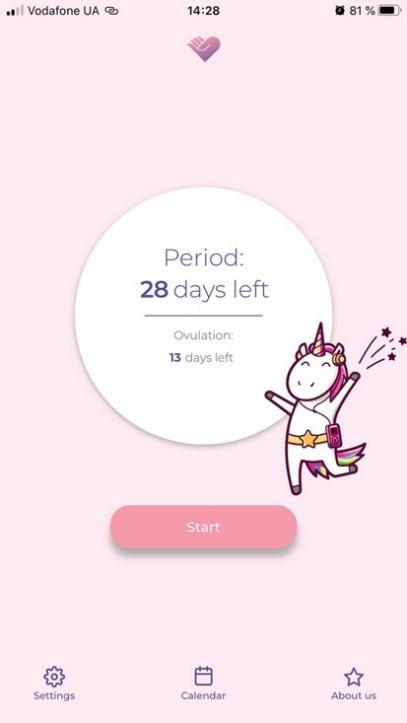 Vodafone UA 14:28 81 %
Period:
28 days left
Ovulation:
13 days left
Start
Settings Calendar About us